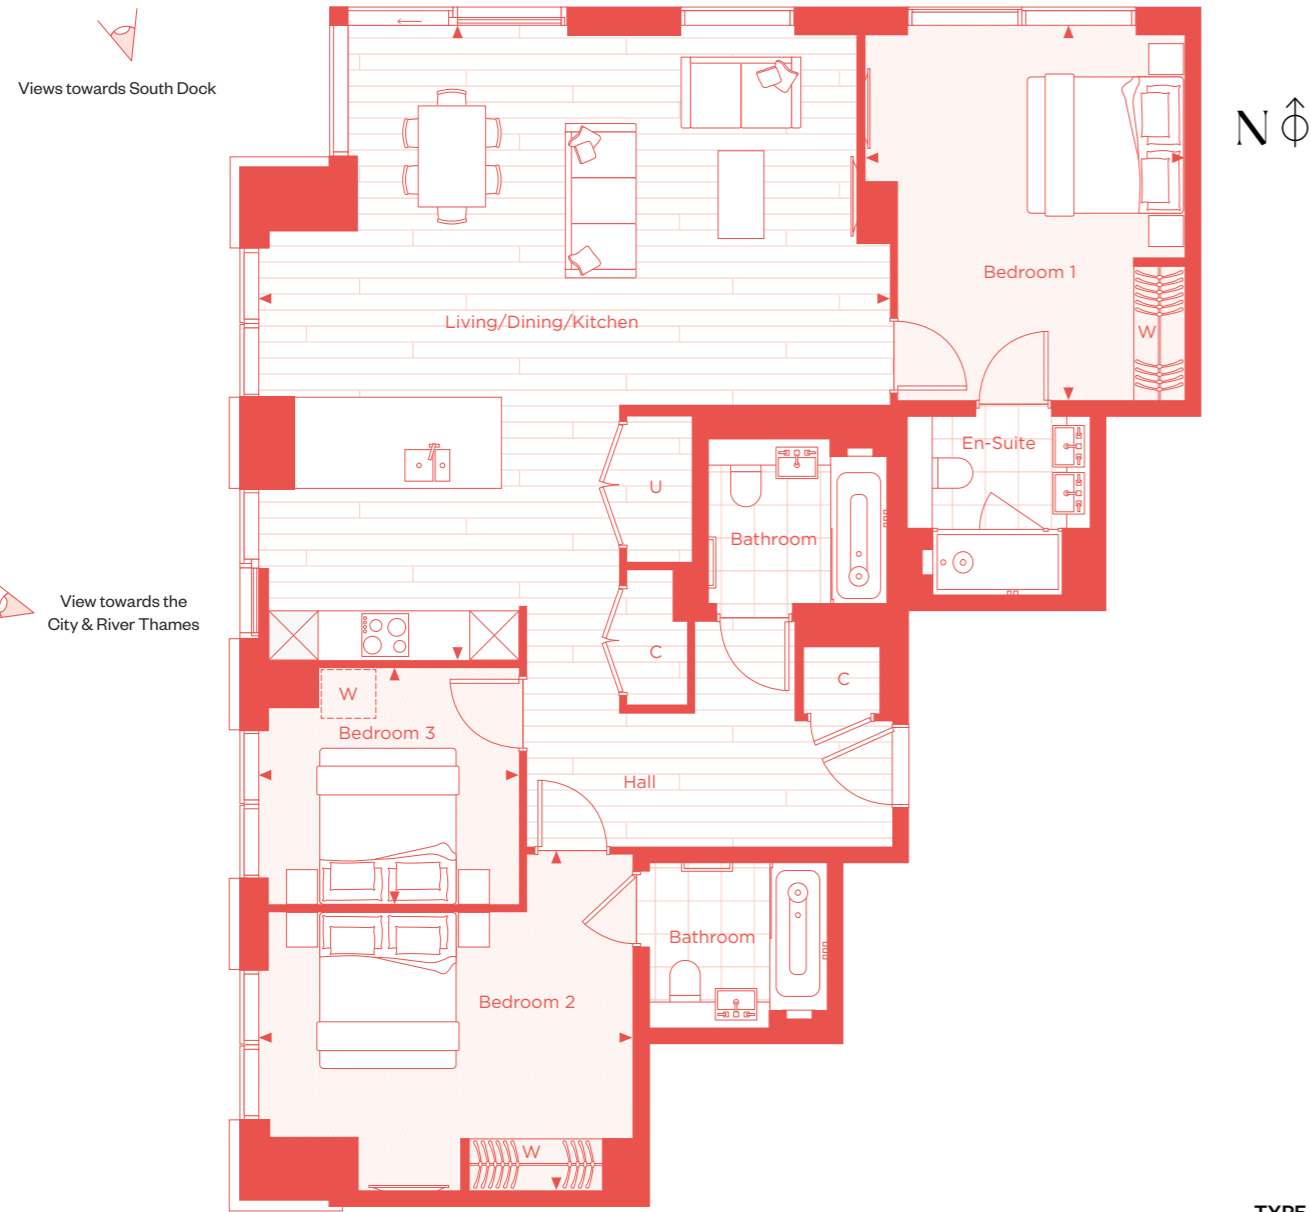 Views towards South Dock
N
Bedroom 1
Living/Dining/Kitchen
W
En-Suite
U
Bathroom
View towards the
City & River Thames
C
C
W
Bedroom 3
Hall
Bathroom
Bedroom 2
W